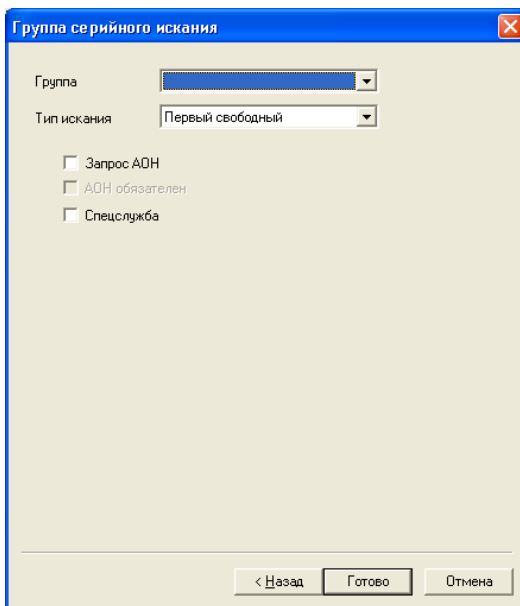 Группа серийного искания
Группа
Тип искания Первый свободный
Запрос АОН
АОН обязателен
Спецслужба
< Назад Готово Отмена